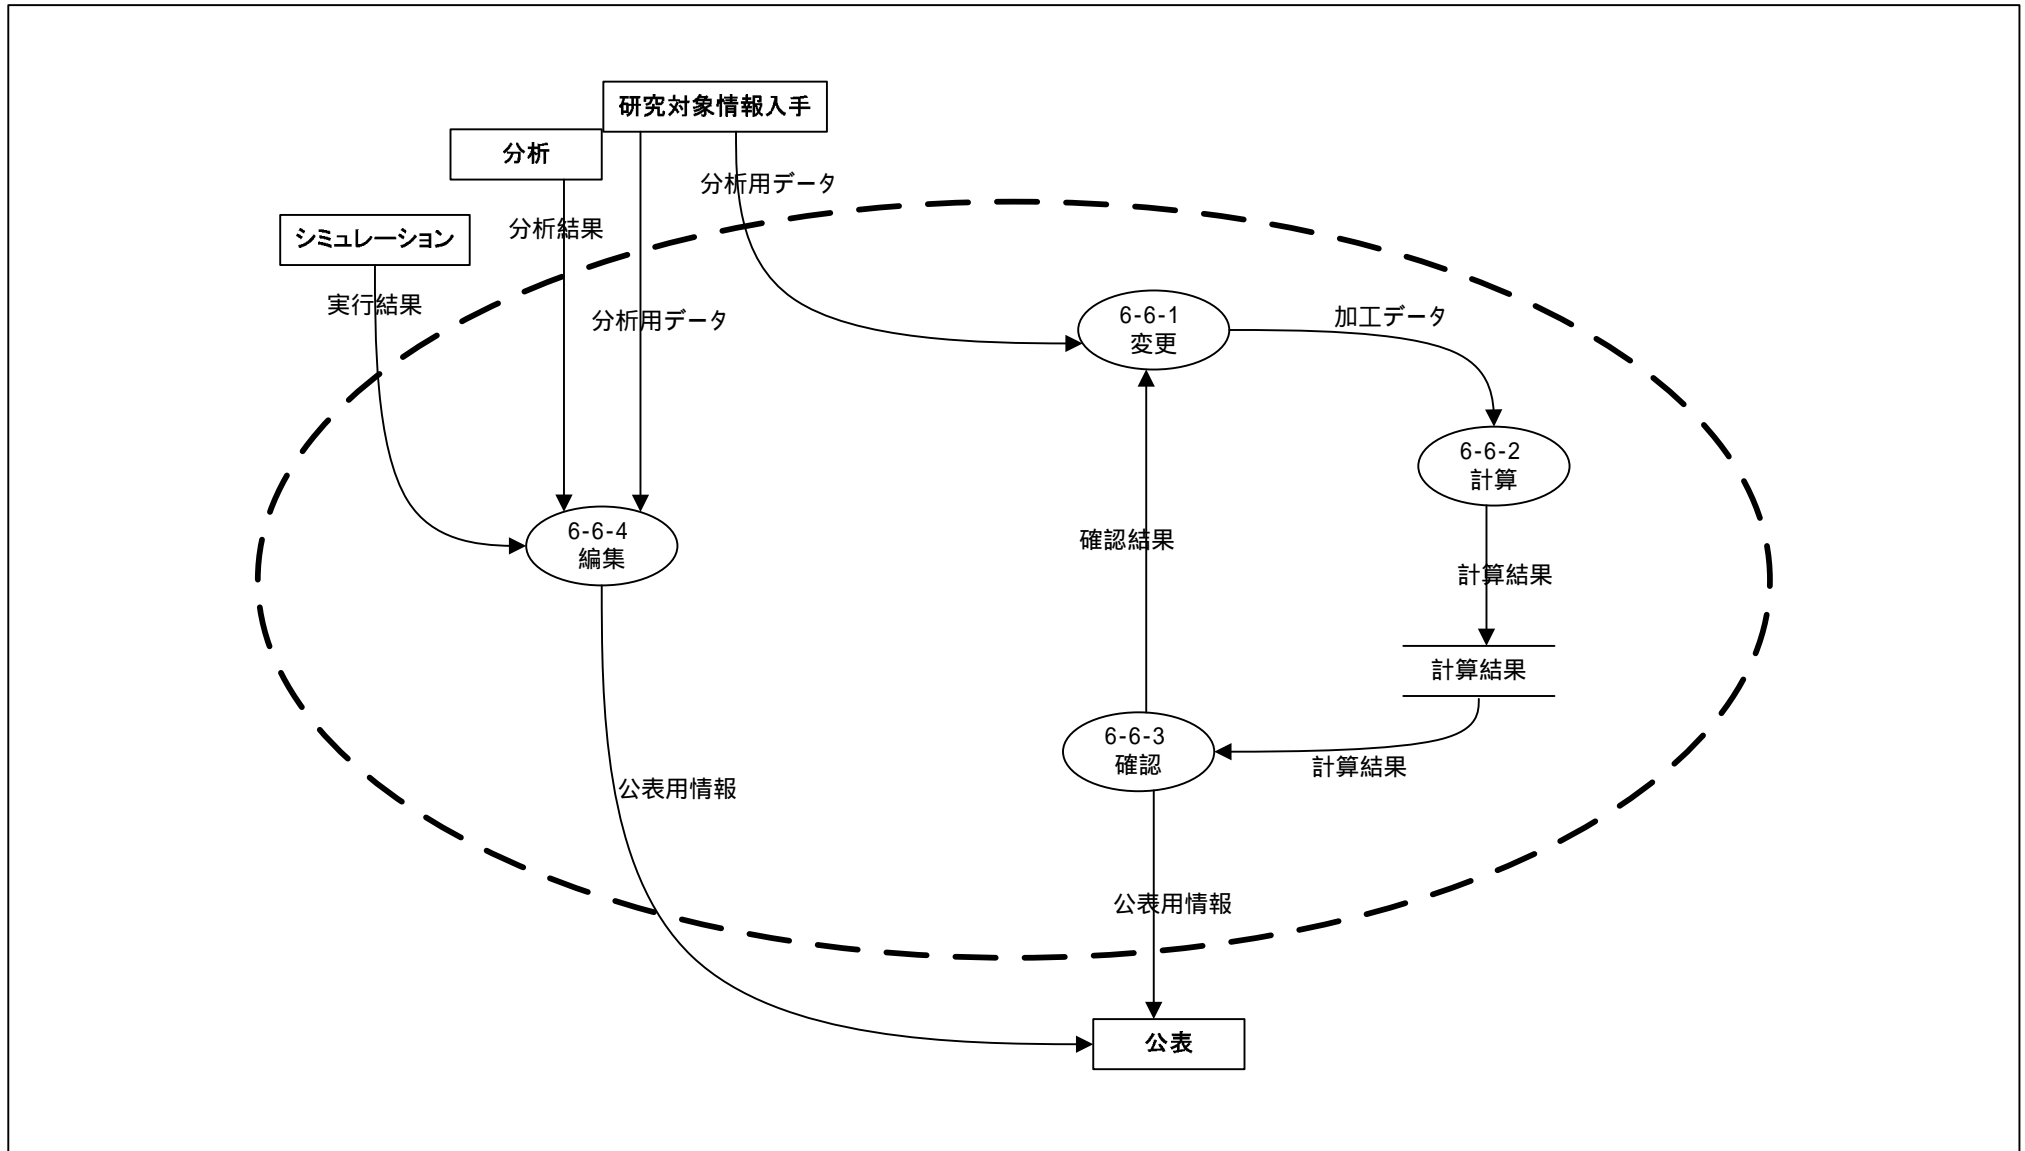 研究対象情報入手
分析
分析用データ
分析結果
シミュレーション
実行結果
分析用データ
6-6-1
変更
加工データ
6-6-2
計算
6-6-4
編集
確認結果
計算結果
計算結果
6-6-3
確認
計算結果
公表用情報
公表用情報
公表